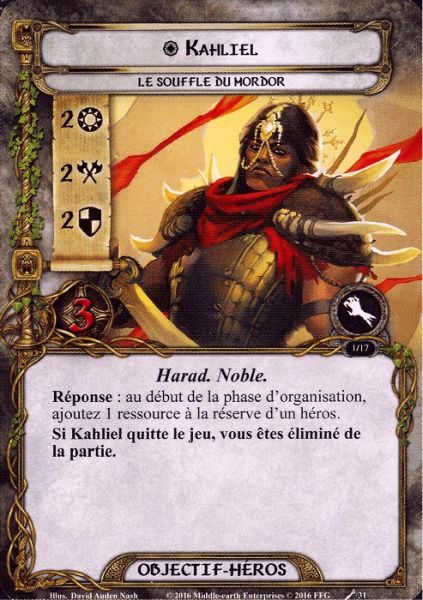 Kahliel
LE SOUFFLE DU MORDOR
2
2
2
3
1/17
Harad. Noble.
Réponse : au début de la phase d'organisation,
ajoutez 1 ressource à la réserve d'un héros.
Si Kahliel quitte le jeu, vous êtes éliminé de
la partie.
OBJECTIF-HÉROS
Illus. David Auden Nash © 2016 Middle-earth Enterprises © 2016 FFG 31